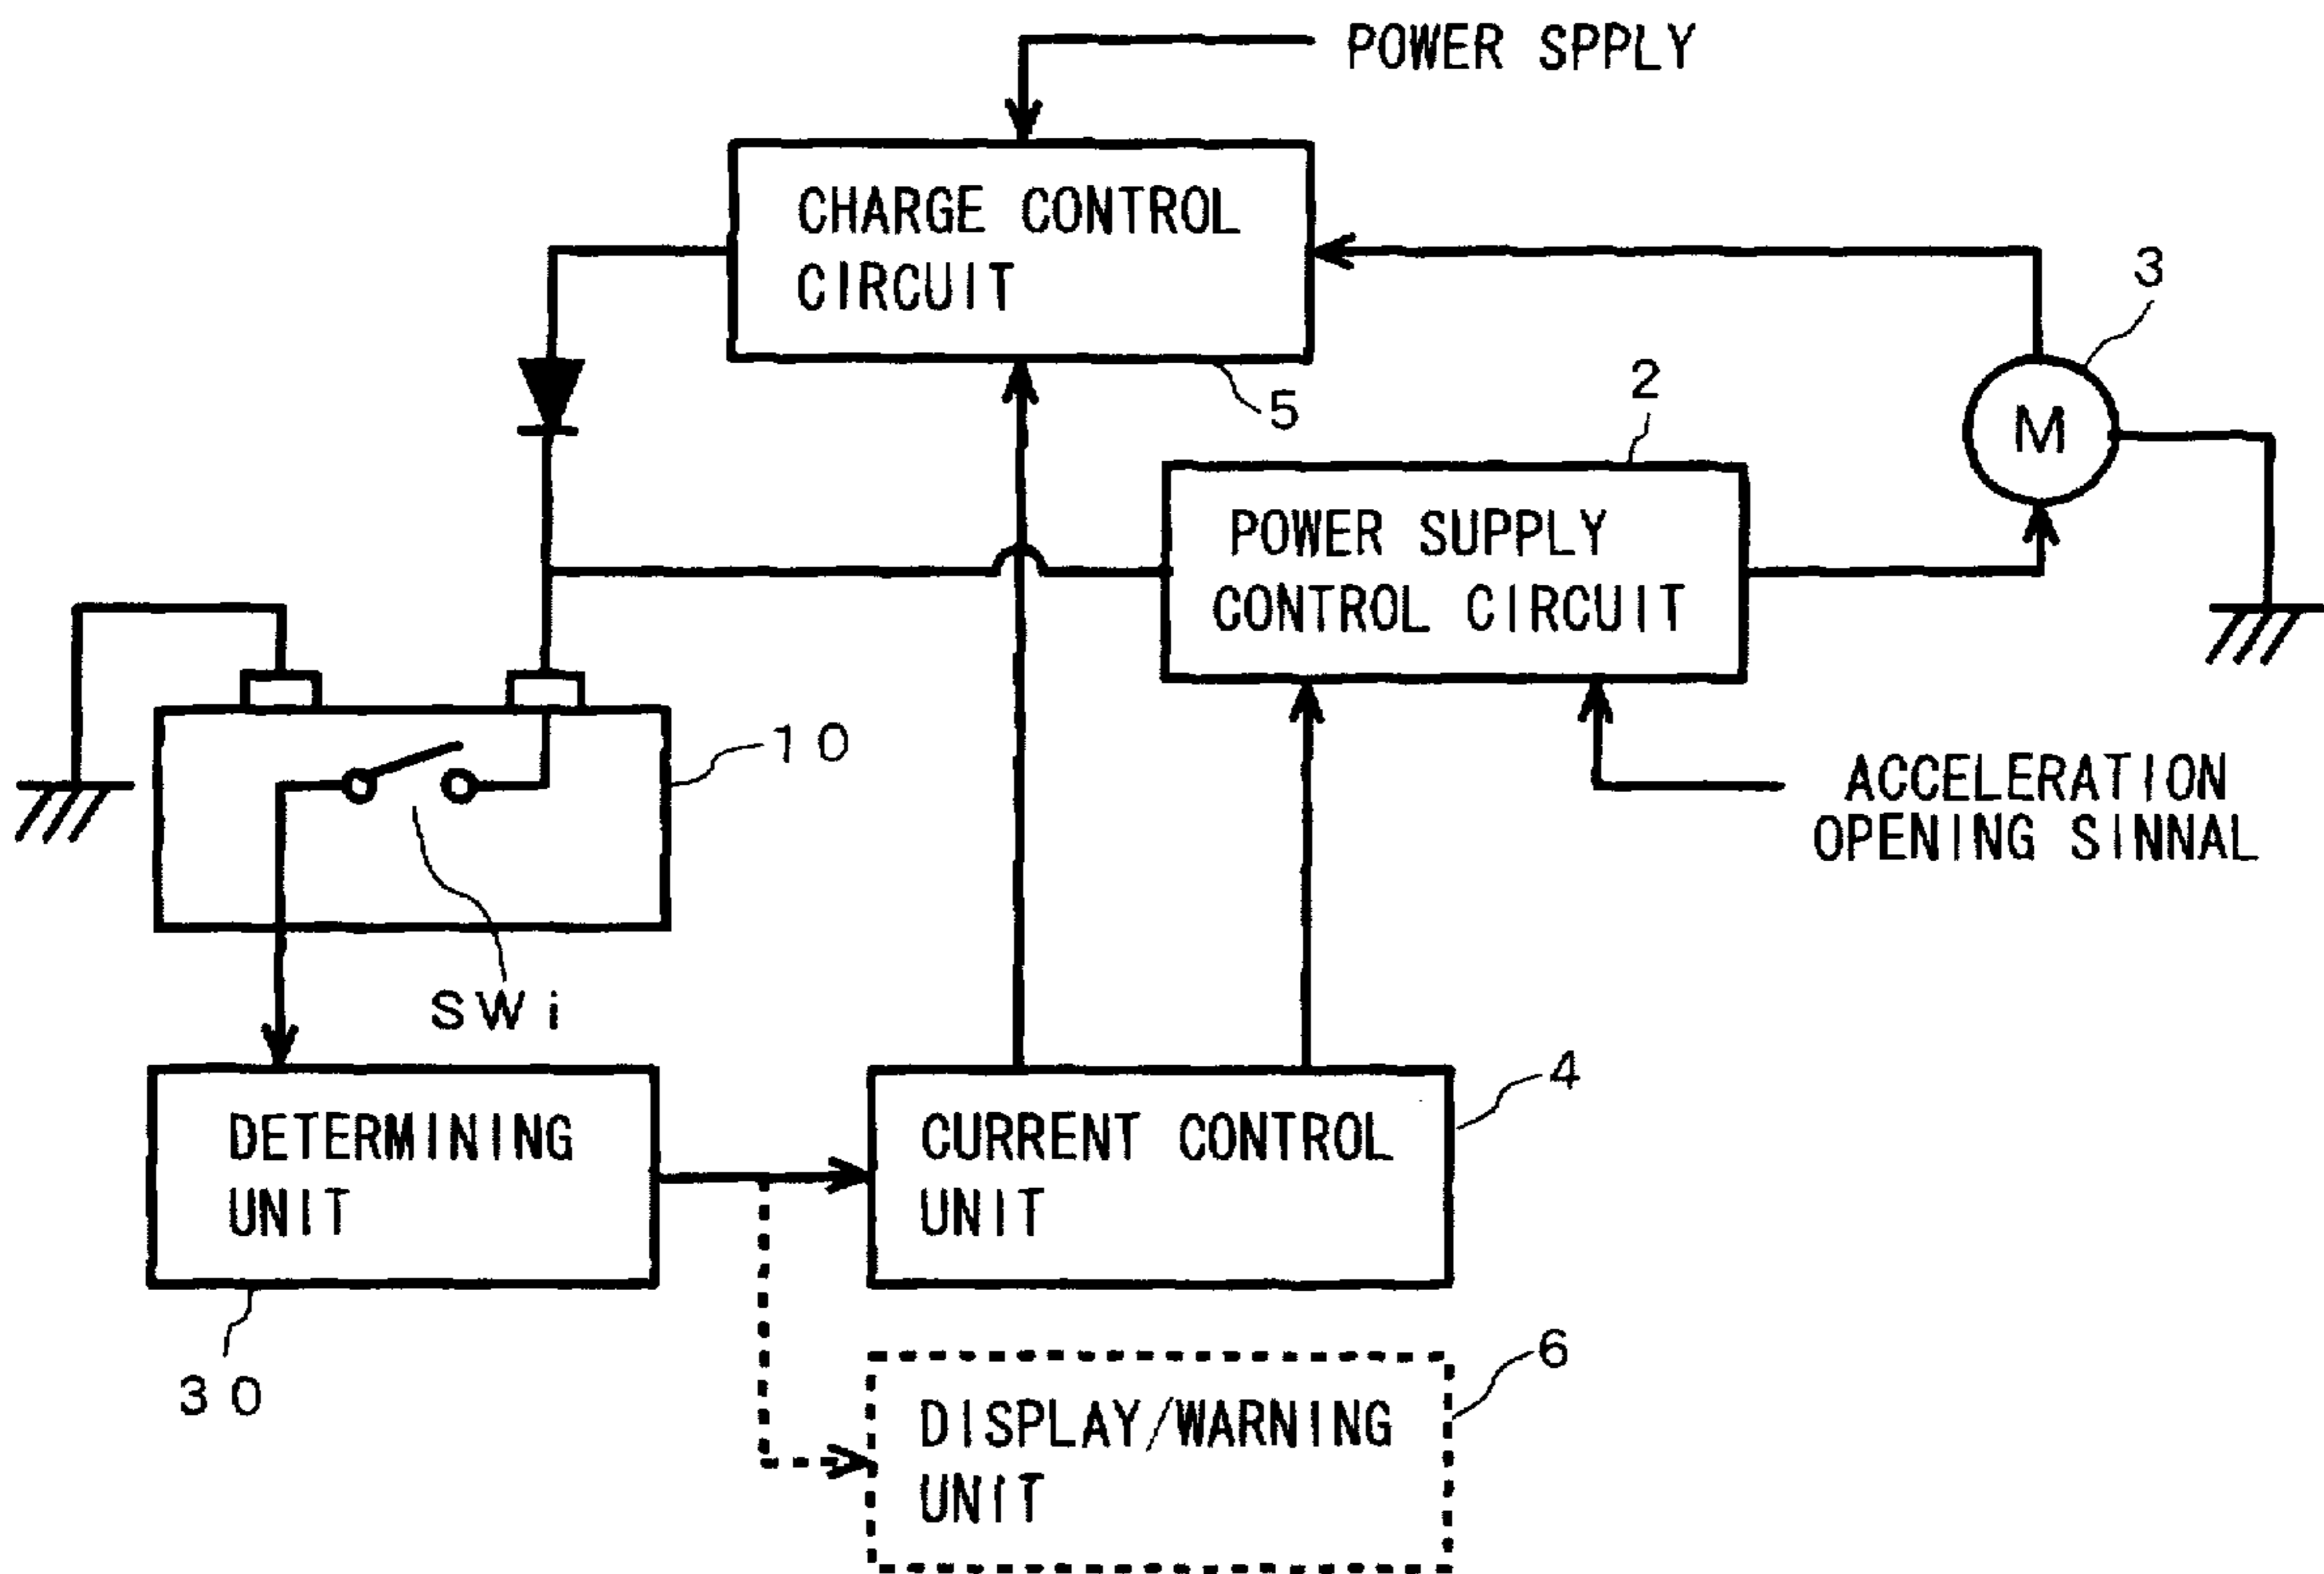 POWER SPPLY
CHARGE CONTROL
CIRCUIT
3
5
2
M
POWER SUPPLY
CONTROL CIRCUIT
10
ACCELERATION
OPENING SINNAL
SWi
4
DETERMINING
UNIT
CURRENT CONTROL
UNIT
30
6
DISPLAY/WARNING
UNIT